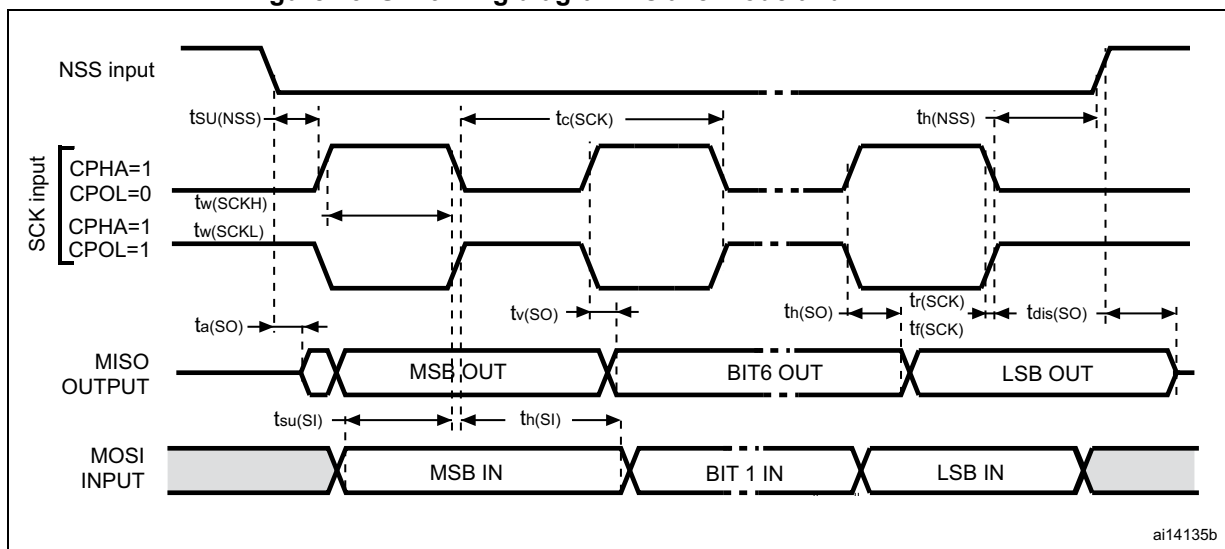 NSS input
tSU(NSS)
tc(SCK)
th(NSS)
SCK input
CPHA=1
CPOL=0
tw(SCKH)
CPHA=1
tw(SCKL)
CPOL=1
ta(SO)
tv(SO)
th(SO)
tr(SCK)
tf(SCK)
tdis(SO)
MISO
OUTPUT
MSB OUT
BIT6 OUT
LSB OUT
tsu(SI)
th(SI)
MOSI
INPUT
MSB IN
BIT 1 IN
LSB IN
ai14135b